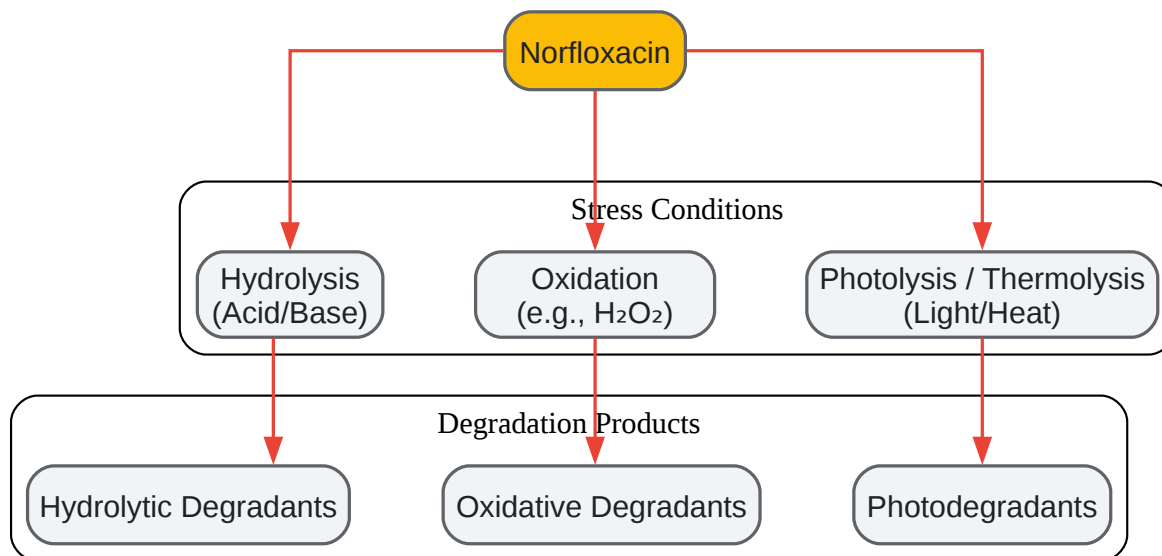 Norfloxacin
Stress Conditions
Hydrolysis
(Acid/Base)
Oxidation
(e.g., H₂O₂)
Photolysis / Thermolysis
(Light/Heat)
Degradation Products
Hydrolytic Degradants
Oxidative Degradants
Photodegradants